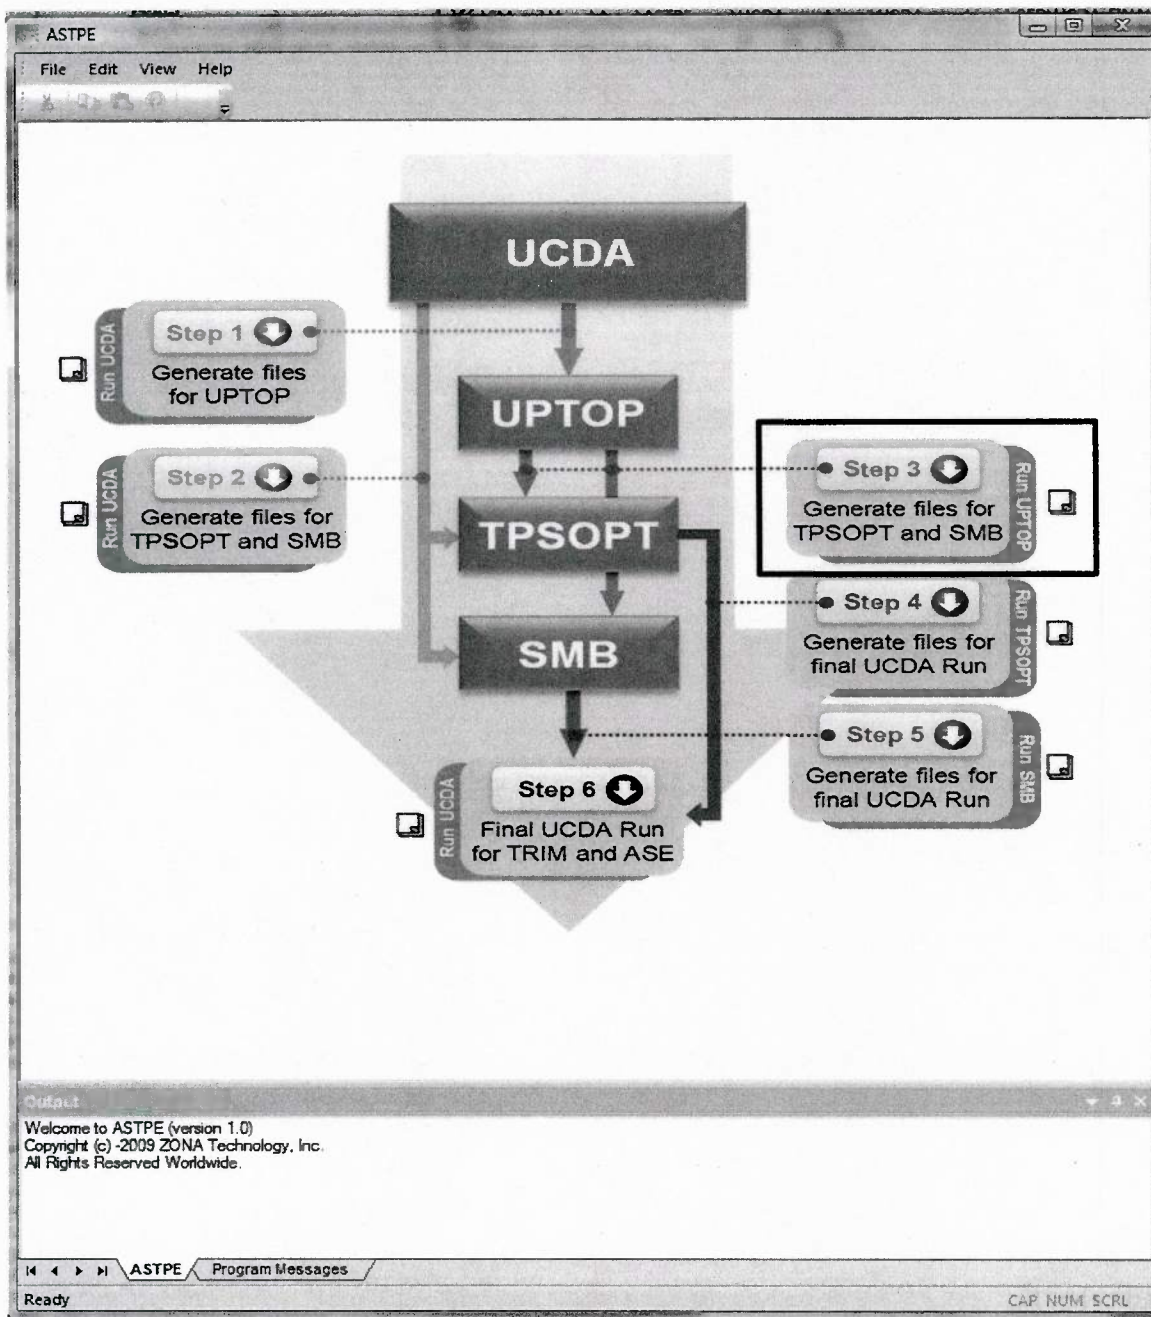 ASTPE
File Edit View Help
UCDA
Run UCDA
Step 1
Generate files
for UPTOP
UPTOP
Run UCDA
Step 2
Generate files for
TPSOPT and SMB
Step 3
Generate files for
TPSOPT and SMB
Run UPTOP
TPSOPT
Step 4
Generate files for
final UCDA Run
Run TPSOPT
SMB
Step 5
Generate files for
final UCDA Run
Run SMB
Run UCDA
Step 6
Final UCDA Run
for TRIM and ASE
Output
Welcome to ASTPE (version 1.0)
Copyright (c) -2009 ZONA Technology, Inc.
All Rights Reserved Worldwide.
ASTPE Program Messages
Ready CAP NUM SCRL